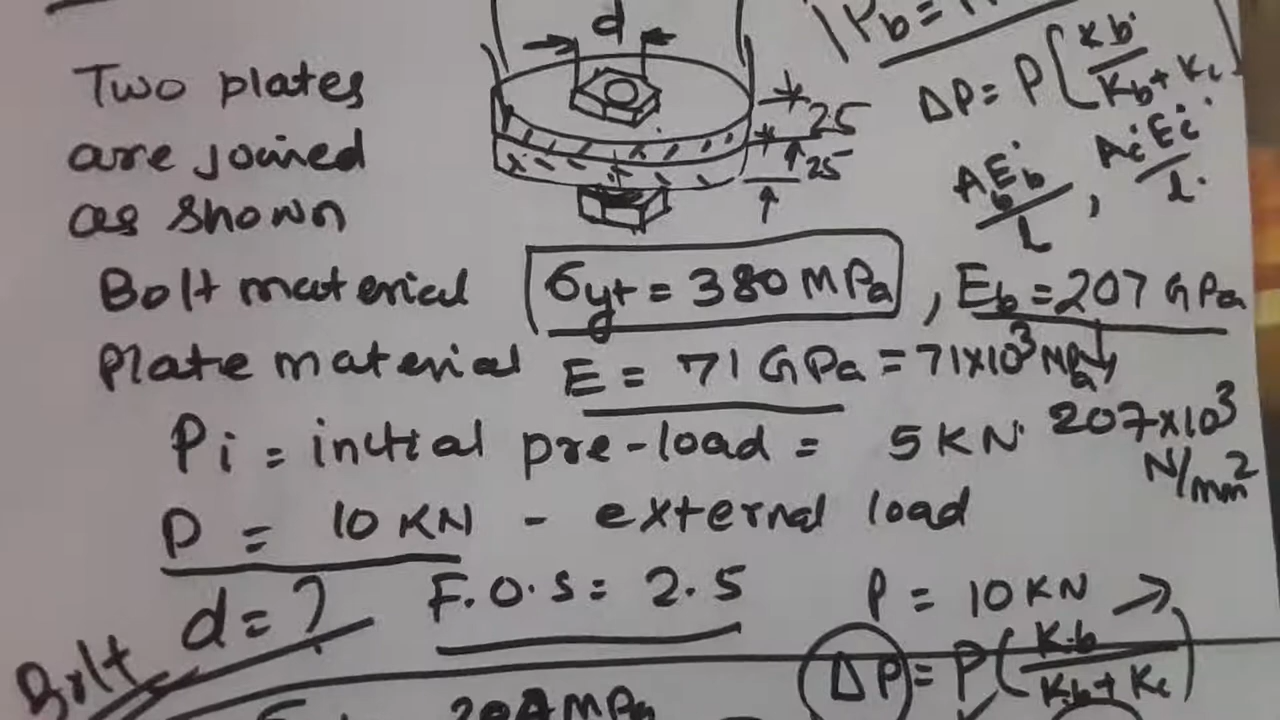 Two plates
are joined
as shown
d
25
25
Pb =
ΔP = P [ Kb / Kb + Kc
AbEb / l , AcEc / l
Bolt material σyt = 380 MPa , Eb = 207 GPa
Plate material E = 71 GPa = 71×10³ MPa
207×10³ N/mm²
Pi = initial pre-load = 5 KN
P = 10 KN - external load
d = ? F.O.S = 2.5
Bolt
P = 10 KN →
ΔP = P ( Kb / Kb + Kc )
MPa